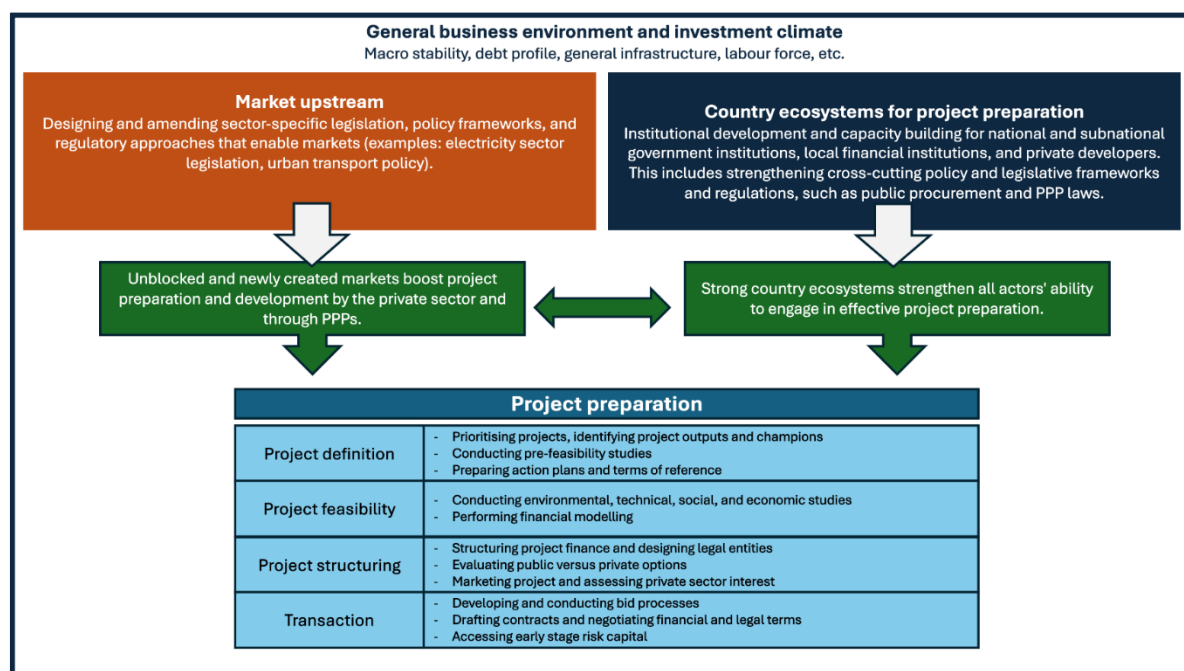 General business environment and investment climate
Macro stability, debt profile, general infrastructure, labour force, etc.
Market upstream
Designing and amending sector-specific legislation, policy frameworks, and
regulatory approaches that enable markets (examples: electricity sector
legislation, urban transport policy).
Country ecosystems for project preparation
Institutional development and capacity building for national and subnational
government institutions, local financial institutions, and private developers.
This includes strengthening cross-cutting policy and legislative frameworks
and regulations, such as public procurement and PPP laws.
Unblocked and newly created markets boost project
preparation and development by the private sector and
through PPPs.
Strong country ecosystems strengthen all actors' ability
to engage in effective project preparation.
Project preparation
Project definition
- Prioritising projects, identifying project outputs and champions
- Conducting pre-feasibility studies
- Preparing action plans and terms of reference
Project feasibility
- Conducting environmental, technical, social, and economic studies
- Performing financial modelling
Project structuring
- Structuring project finance and designing legal entities
- Evaluating public versus private options
- Marketing project and assessing private sector interest
Transaction
- Developing and conducting bid processes
- Drafting contracts and negotiating financial and legal terms
- Accessing early stage risk capital